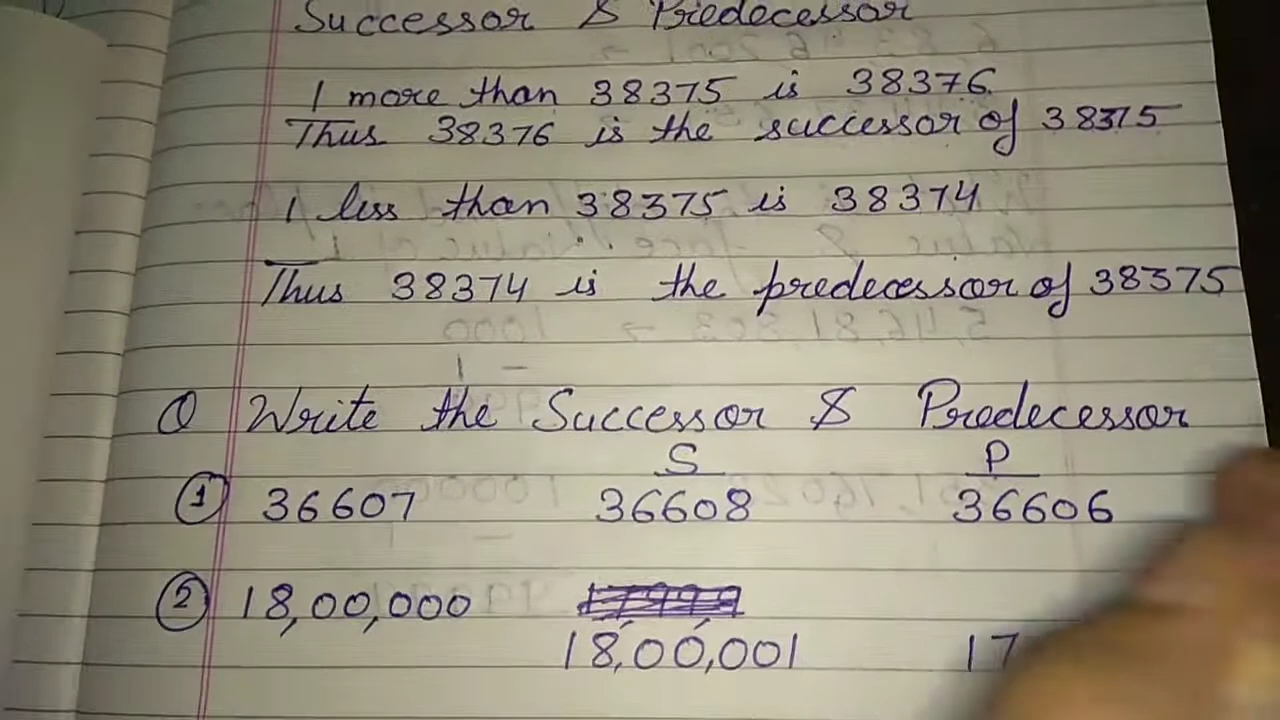 Successor & Predecessor
1 more than 38375 is 38376.
Thus 38376 is the successor of 38375
1 less than 38375 is 38374
Thus 38374 is the predecessor of 38375
Q Write the Successor & Predecessor
S P
1 36607 36608 36606
2 18,00,000
18,00,001 17